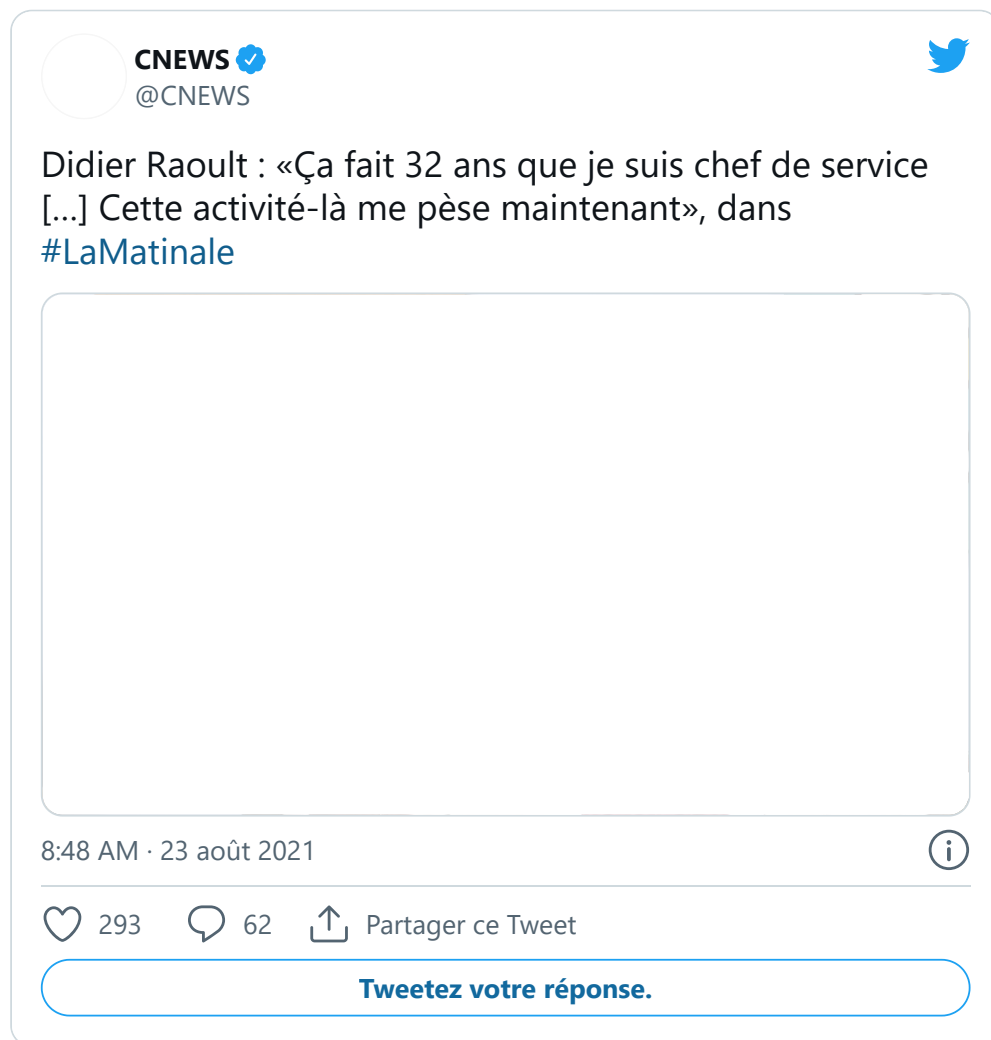 CNEWS
@CNEWS
Didier Raoult : «Ça fait 32 ans que je suis chef de service
[…] Cette activité-là me pèse maintenant», dans
#LaMatinale
8:48 AM · 23 août 2021
293 62 Partager ce Tweet
Tweetez votre réponse.